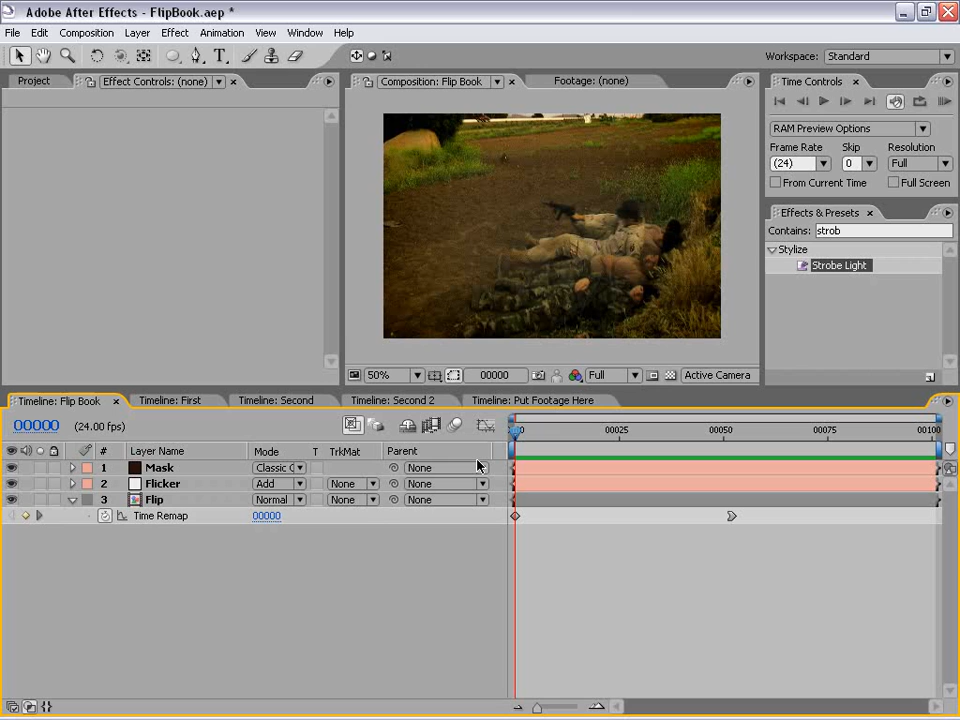 Adobe After Effects - FlipBook.aep *
File Edit Composition Layer Effect Animation View Window Help
Workspace: Standard
Project Effect Controls: (none) Composition: Flip Book Footage: (none) Time Controls
RAM Preview Options
Frame Rate Skip Resolution
(24) 0 Full
From Current Time Full Screen
Effects & Presets
Contains: strob
Stylize
Strobe Light
50% 00000 Full Active Camera
Timeline: Flip Book Timeline: First Timeline: Second Timeline: Second 2 Timeline: Put Footage Here
00000 (24.00 fps)
0 00025 00050 00075 00100
# Layer Name Mode T TrkMat Parent
1 Mask Classic None
2 Flicker Add None None
3 Flip Normal None None
Time Remap 00000